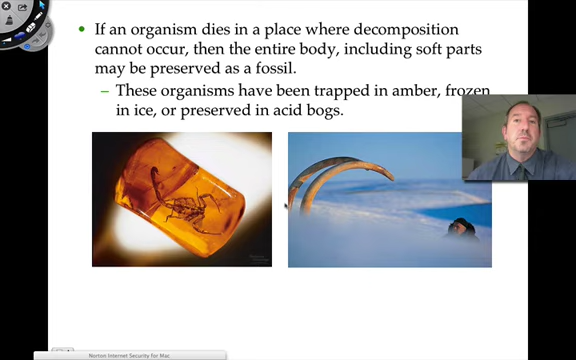 If an organism dies in a place where decomposition
cannot occur, then the entire body, including soft parts
may be preserved as a fossil.
– These organisms have been trapped in amber, frozen
in ice, or preserved in acid bogs.
Norton Internet Security for Mac